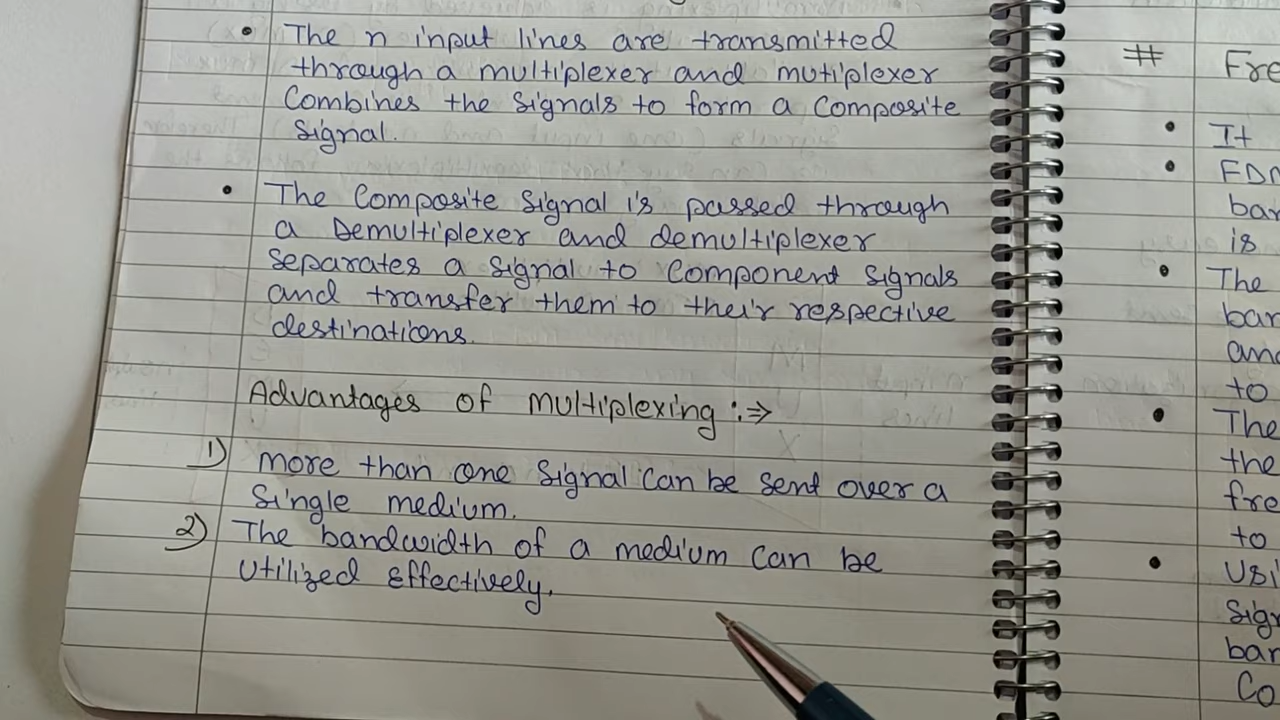 • The n input lines are transmitted
through a multiplexer and mutiplexer
Combines the signals to form a Composite
Signal.
• The Composite Signal is passed through
a Demultiplexer and demultiplexer
Separates a signal to Component signals
and transfer them to their respective
destinations.
Advantages of multiplexing :⇒
1) more than one signal can be sent over a
Single medium.
2) The bandwidth of a medium can be
Utilized Effectively.
# Fre
• It
• FDM
bar
is
• The
bar
and
to
• The
the
fre
to
• Usi
Sign
bar
Co